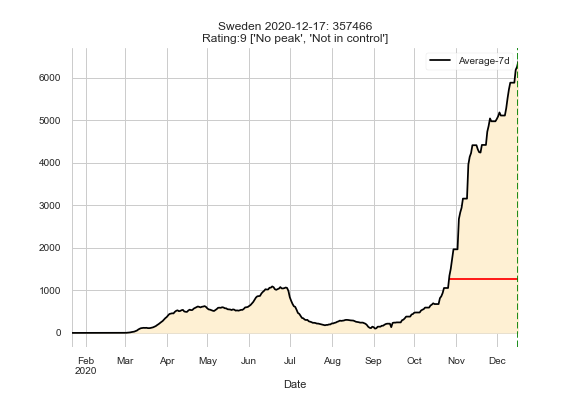 Sweden 2020-12-17: 357466
Rating:9 ['No peak', 'Not in control']
Average-7d
6000
5000
4000
3000
2000
1000
0
Feb Mar Apr May Jun Jul Aug Sep Oct Nov Dec
2020
Date